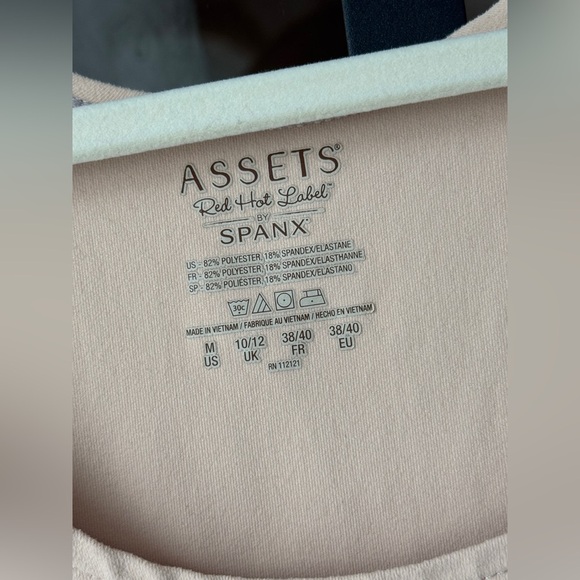 ASSETS®
Red Hot Label™
BY
SPANX®
US - 82% POLYESTER, 18% SPANDEX/ELASTANE
FR - 82% POLYESTER, 18% SPANDEX/ELASTHANNE
SP - 82% POLIÉSTER, 18% SPANDEX/ELASTANO
30c
MADE IN VIETNAM / FABRIQUE AU VIETNAM / HECHO EN VIETNAM
M 10/12 38/40 38/40
US UK FR EU
RN 112121